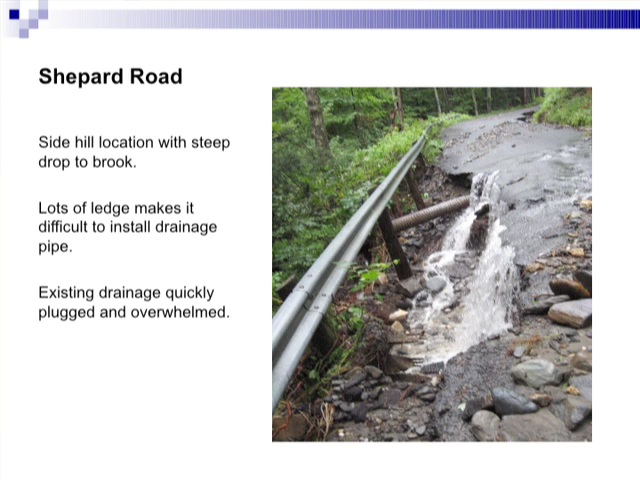 Shepard Road
Side hill location with steep
drop to brook.
Lots of ledge makes it
difficult to install drainage
pipe.
Existing drainage quickly
plugged and overwhelmed.